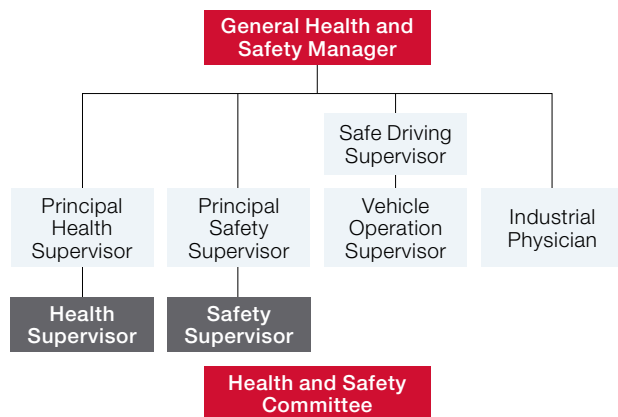 General Health and
Safety Manager
Safe Driving
Supervisor
Principal
Health
Supervisor
Principal
Safety
Supervisor
Vehicle
Operation
Supervisor
Industrial
Physician
Health
Supervisor
Safety
Supervisor
Health and Safety
Committee